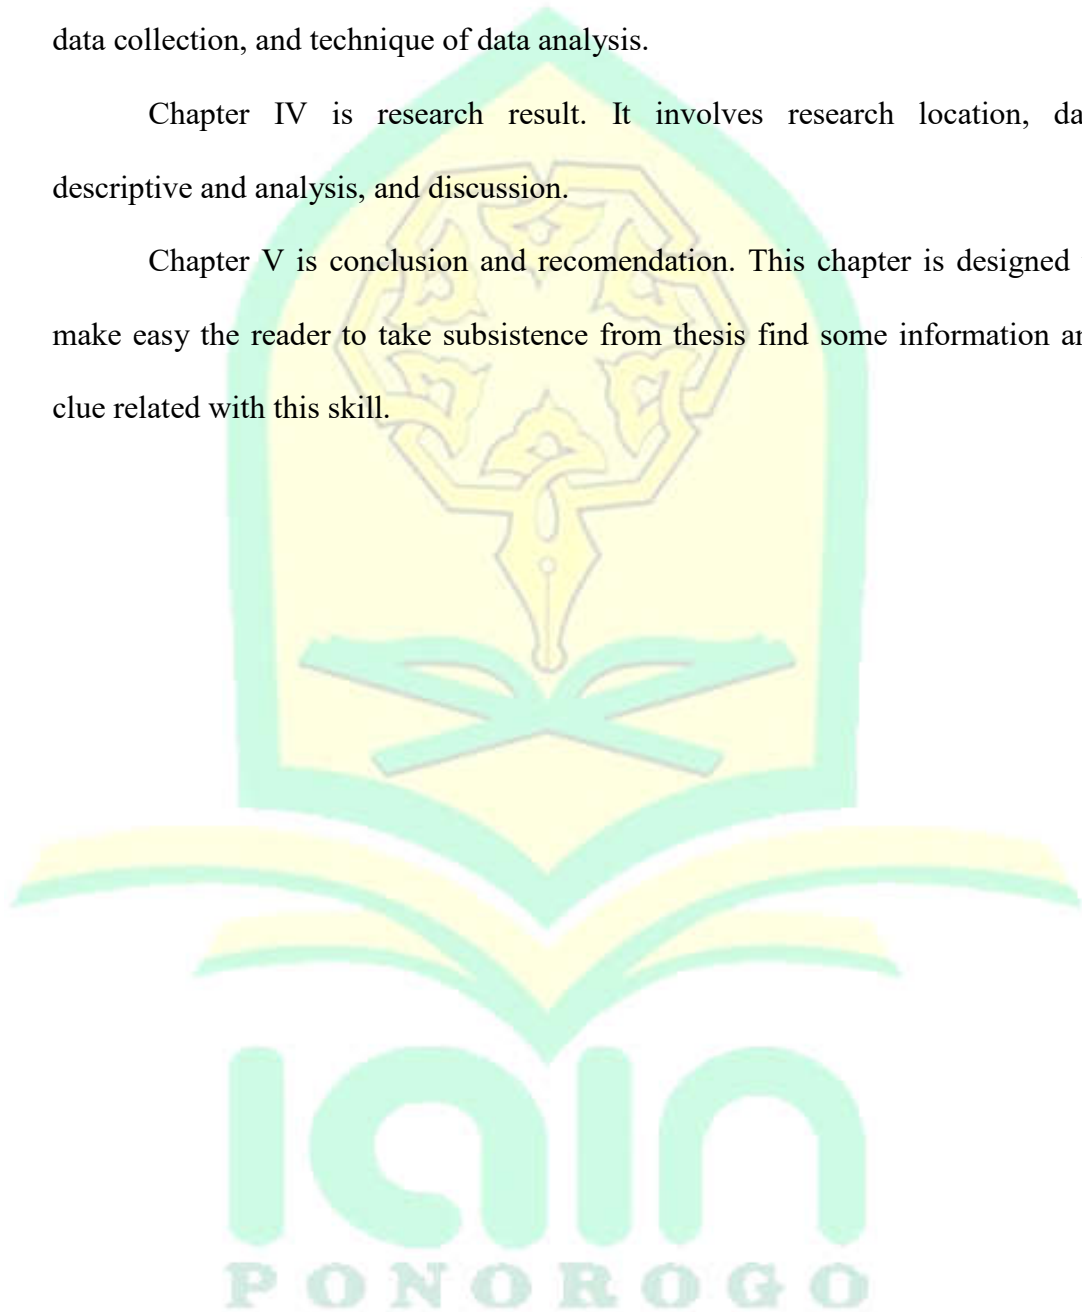 data collection, and technique of data analysis.
Chapter IV is research result. It involves research location, da
descriptive and analysis, and discussion.
Chapter V is conclusion and recomendation. This chapter is designed
make easy the reader to take subsistence from thesis find some information an
clue related with this skill.
iain
PONOROGO